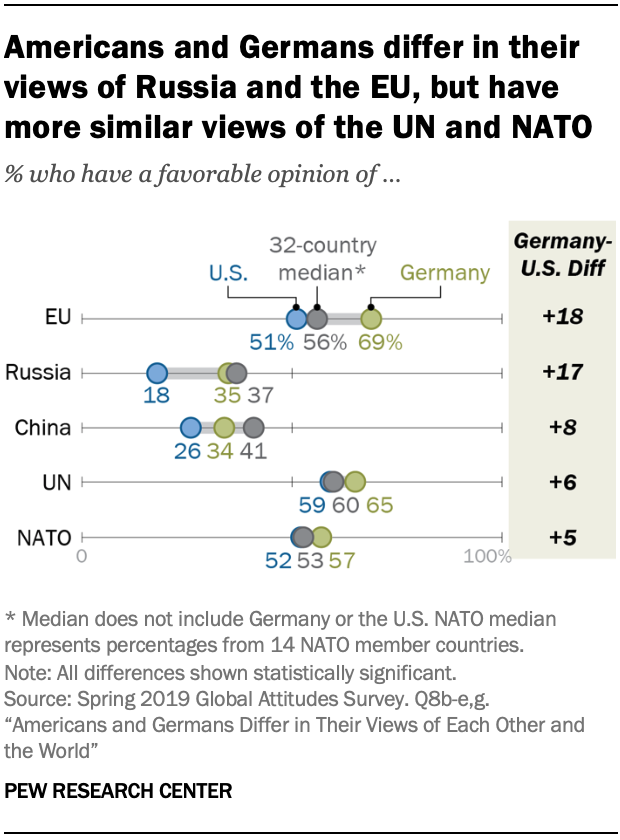 Americans and Germans differ in their
views of Russia and the EU, but have
more similar views of the UN and NATO
% who have a favorable opinion of ...
Germany-
U.S. Diff
32-country
U.S. median* Germany
EU 51% 56% 69% +18
Russia 18 35 37 +17
China 26 34 41 +8
UN 59 60 65 +6
NATO 52 53 57 +5
0 100%
* Median does not include Germany or the U.S. NATO median
represents percentages from 14 NATO member countries.
Note: All differences shown statistically significant.
Source: Spring 2019 Global Attitudes Survey. Q8b-e,g.
“Americans and Germans Differ in Their Views of Each Other and
the World”
PEW RESEARCH CENTER